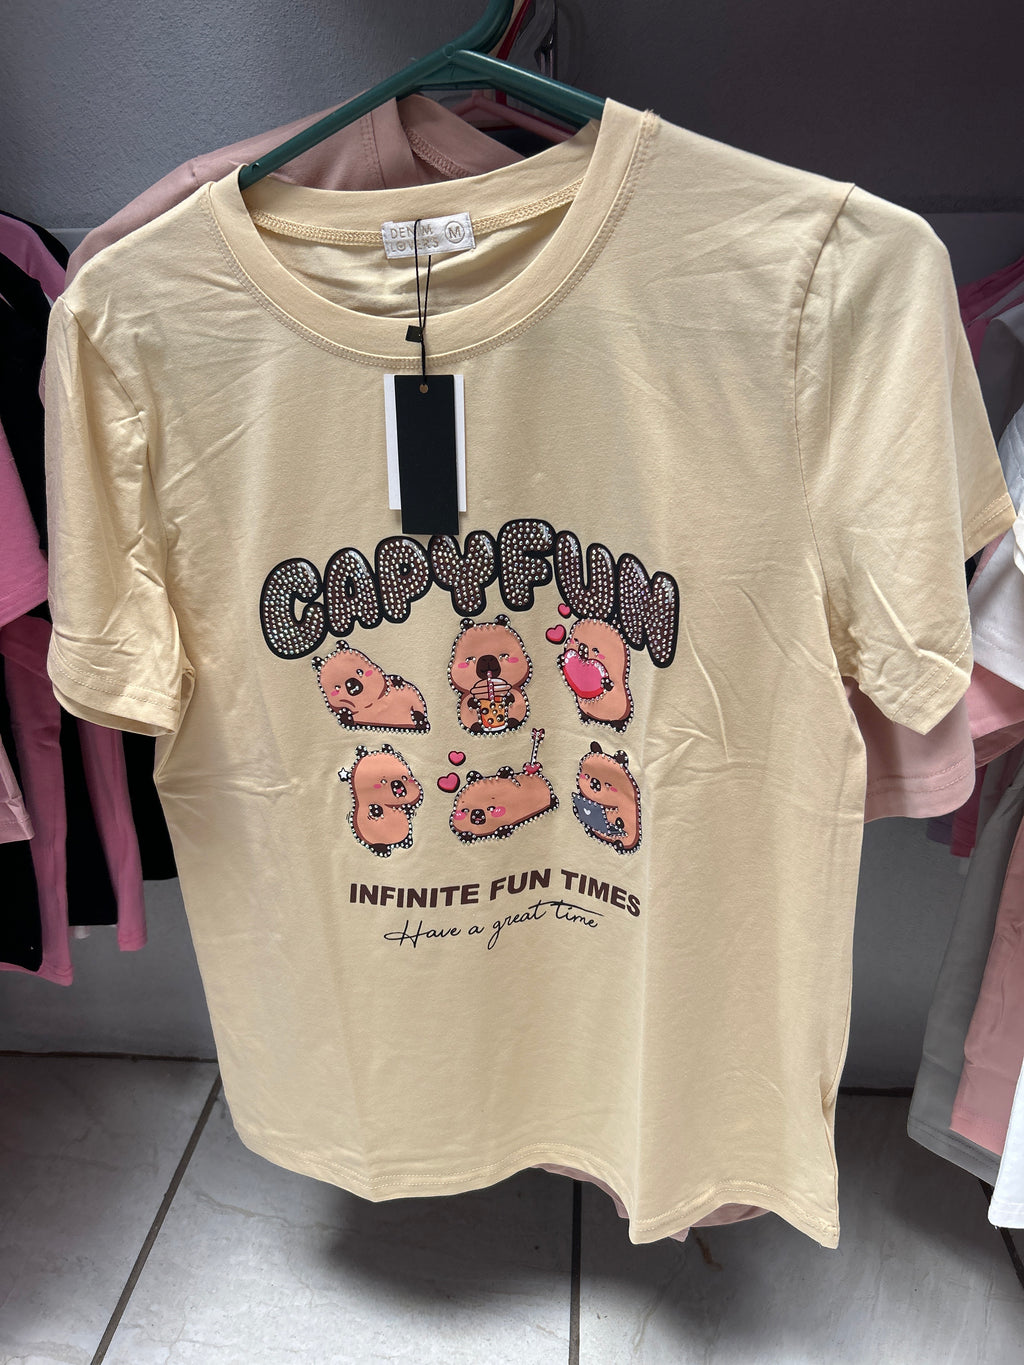 DENIM
LOVERS
M
CAPYFUN
INFINITE FUN TIMES
Have a great time